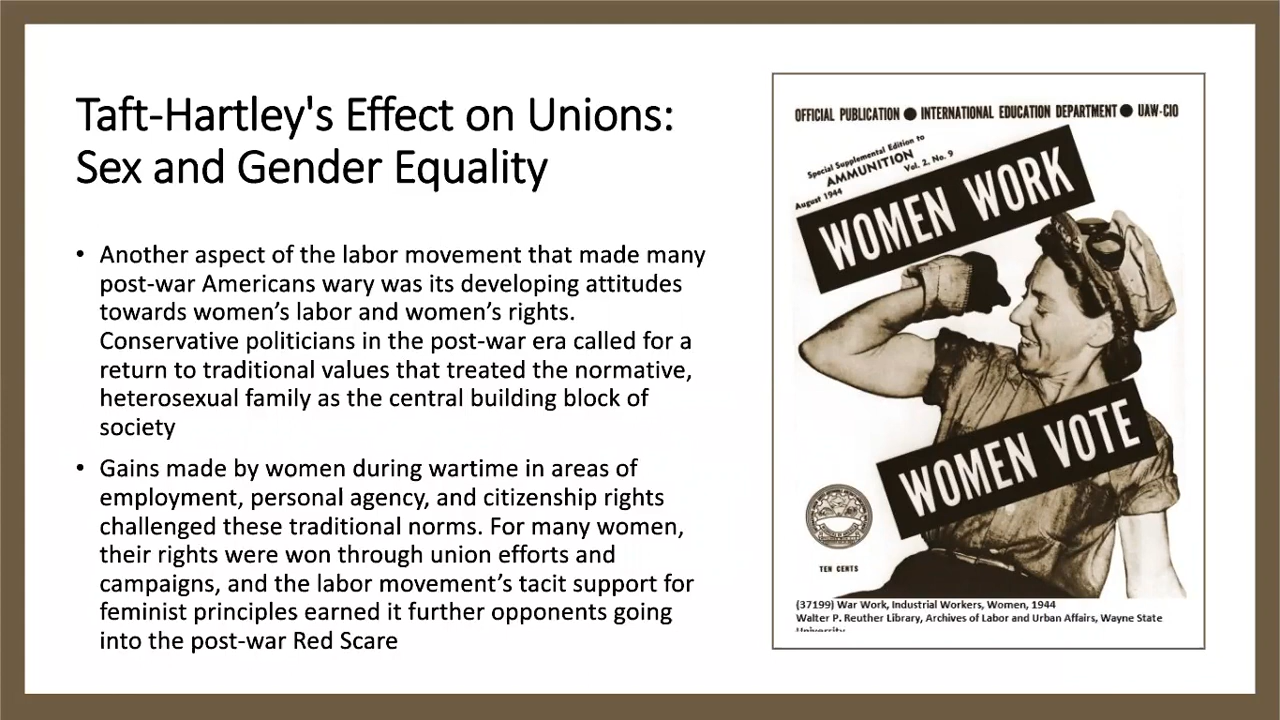 Taft-Hartley's Effect on Unions:
Sex and Gender Equality
• Another aspect of the labor movement that made many
post-war Americans wary was its developing attitudes
towards women’s labor and women’s rights.
Conservative politicians in the post-war era called for a
return to traditional values that treated the normative,
heterosexual family as the central building block of
society
• Gains made by women during wartime in areas of
employment, personal agency, and citizenship rights
challenged these traditional norms. For many women,
their rights were won through union efforts and
campaigns, and the labor movement’s tacit support for
feminist principles earned it further opponents going
into the post-war Red Scare
OFFICIAL PUBLICATION ● INTERNATIONAL EDUCATION DEPARTMENT ● UAW-CIO
Special Supplemental Edition to
AMMUNITION
Vol. 2. No. 9
August 1944
WOMEN WORK
WOMEN VOTE
TEN CENTS
(37199) War Work, Industrial Workers, Women, 1944
Walter P. Reuther Library, Archives of Labor and Urban Affairs, Wayne State
University